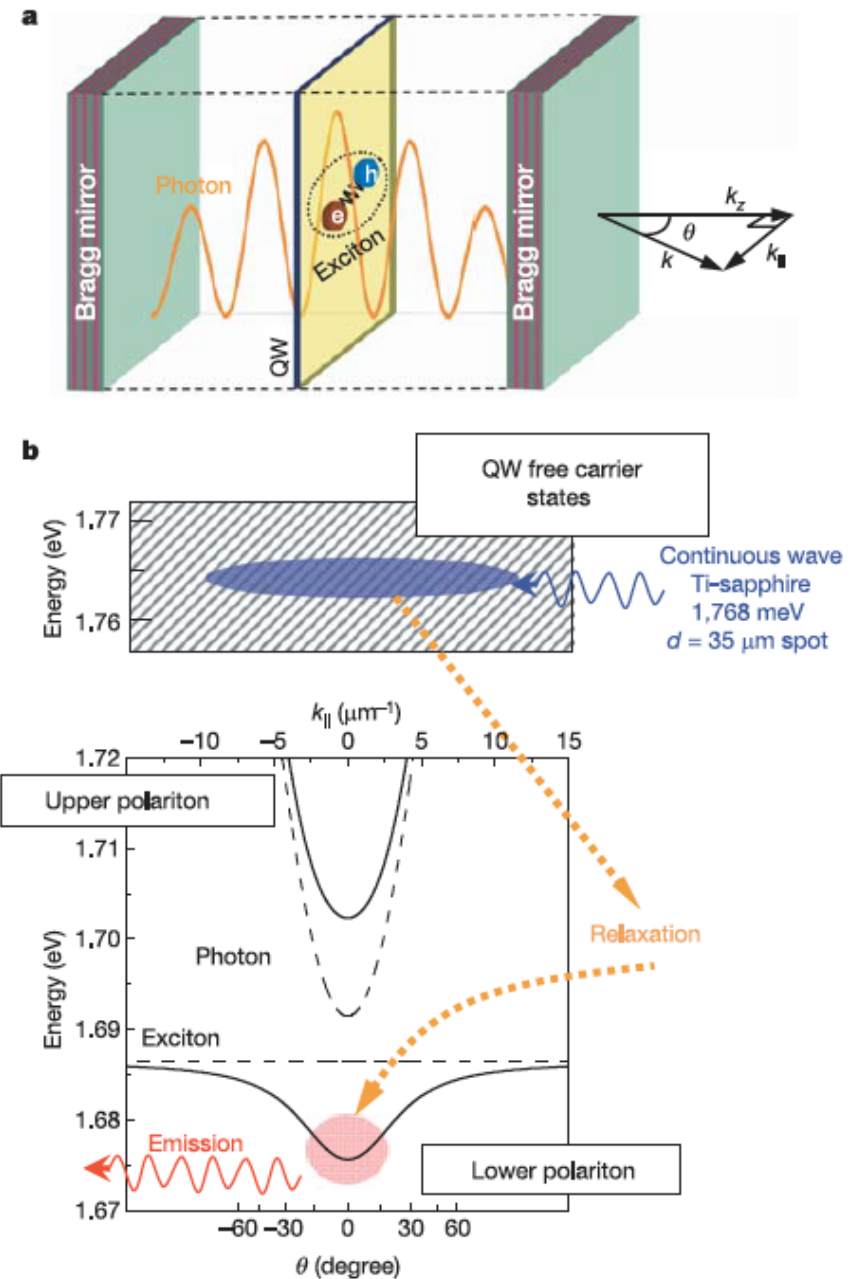 a
Photon
Bragg mirror
QW
e
h
Exciton
Bragg mirror
k_z
θ
k
k_∥
b
QW free carrier
states
Energy (eV)
1.77
1.76
Continuous wave
Ti–sapphire
1,768 meV
d = 35 μm spot
k_|| (μm⁻¹)
–10 –5 0 5 10 15
1.72
Upper polariton
1.71
1.70
Relaxation
Photon
Energy (eV)
1.69
Exciton
1.68
Emission
Lower polariton
1.67
–60 –30 0 30 60
θ (degree)